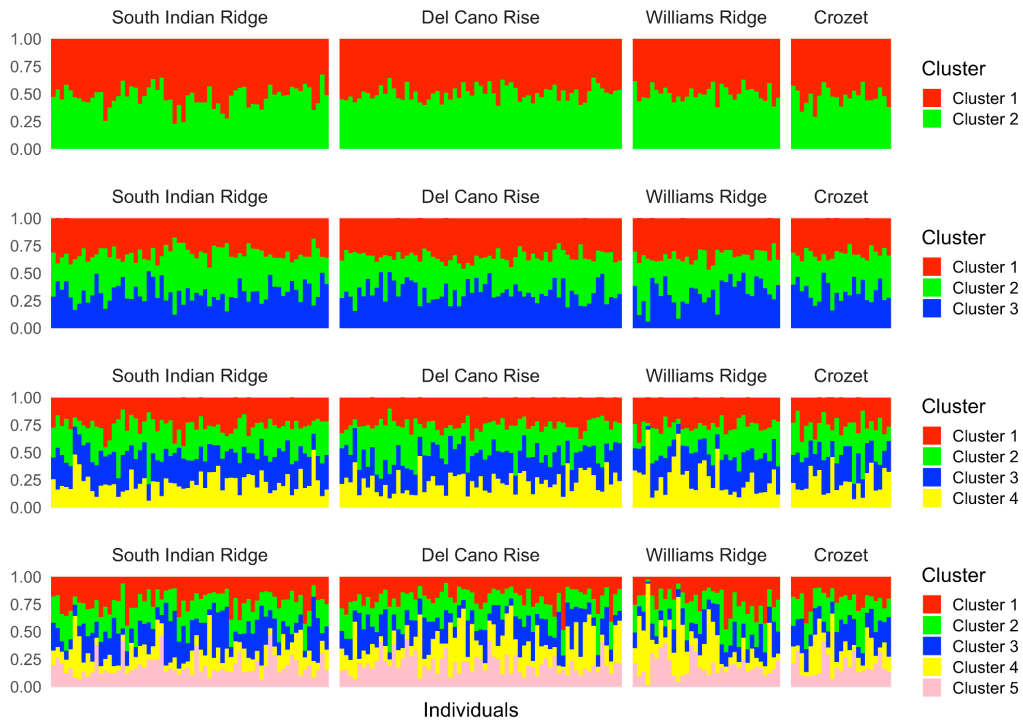 South Indian Ridge Del Cano Rise Williams Ridge Crozet
1.00
0.75
0.50
0.25
0.00
Cluster
Cluster 1
Cluster 2
South Indian Ridge Del Cano Rise Williams Ridge Crozet
1.00
0.75
0.50
0.25
0.00
Cluster
Cluster 1
Cluster 2
Cluster 3
South Indian Ridge Del Cano Rise Williams Ridge Crozet
1.00
0.75
0.50
0.25
0.00
Cluster
Cluster 1
Cluster 2
Cluster 3
Cluster 4
South Indian Ridge Del Cano Rise Williams Ridge Crozet
1.00
0.75
0.50
0.25
0.00
Cluster
Cluster 1
Cluster 2
Cluster 3
Cluster 4
Cluster 5
Individuals